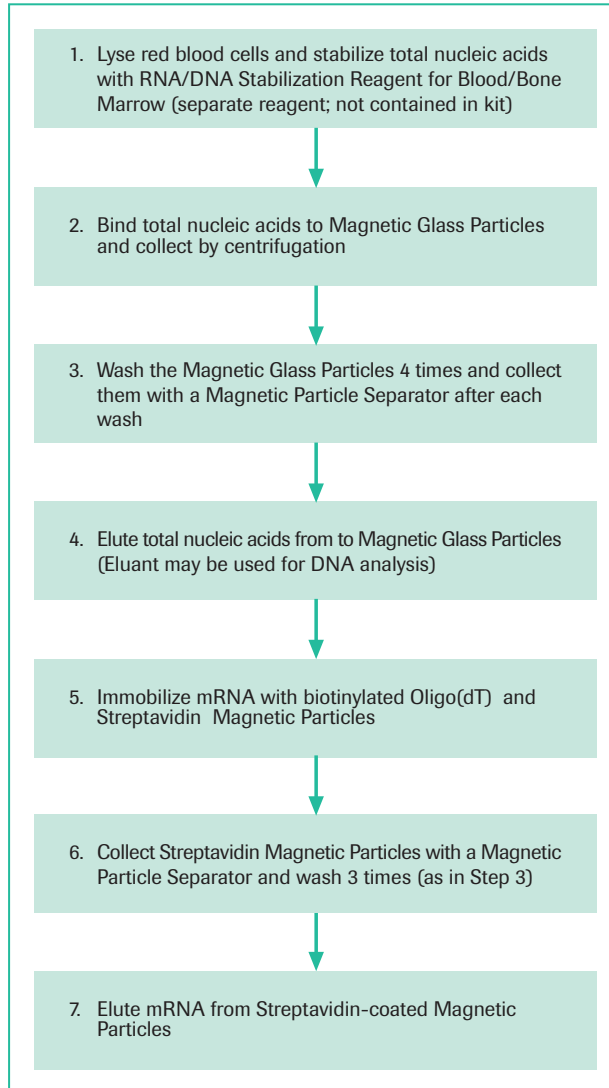 1. Lyse red blood cells and stabilize total nucleic acids
with RNA/DNA Stabilization Reagent for Blood/Bone
Marrow (separate reagent; not contained in kit)
2. Bind total nucleic acids to Magnetic Glass Particles
and collect by centrifugation
3. Wash the Magnetic Glass Particles 4 times and collect
them with a Magnetic Particle Separator after each
wash
4. Elute total nucleic acids from to Magnetic Glass Particles
(Eluant may be used for DNA analysis)
5. Immobilize mRNA with biotinylated Oligo(dT) and
Streptavidin Magnetic Particles
6. Collect Streptavidin Magnetic Particles with a Magnetic
Particle Separator and wash 3 times (as in Step 3)
7. Elute mRNA from Streptavidin-coated Magnetic
Particles